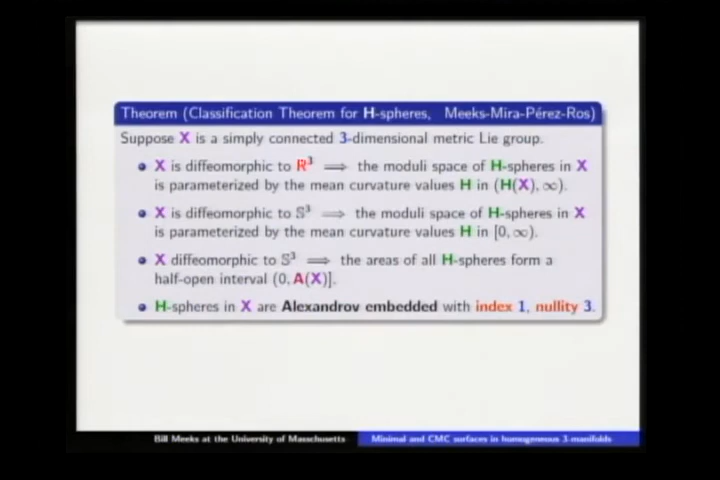 Theorem (Classification Theorem for H-spheres, Meeks-Mira-Pérez-Ros)
Suppose X is a simply connected 3-dimensional metric Lie group.
X is diffeomorphic to ℝ³ ⟹ the moduli space of H-spheres in X
is parameterized by the mean curvature values H in (H(X), ∞).
X is diffeomorphic to 𝕊³ ⟹ the moduli space of H-spheres in X
is parameterized by the mean curvature values H in [0, ∞).
X diffeomorphic to 𝕊³ ⟹ the areas of all H-spheres form a
half-open interval (0, A(X)].
H-spheres in X are Alexandrov embedded with index 1, nullity 3.
Bill Meeks at the University of Massachusetts Minimal and CMC surfaces in homogeneous 3-manifolds